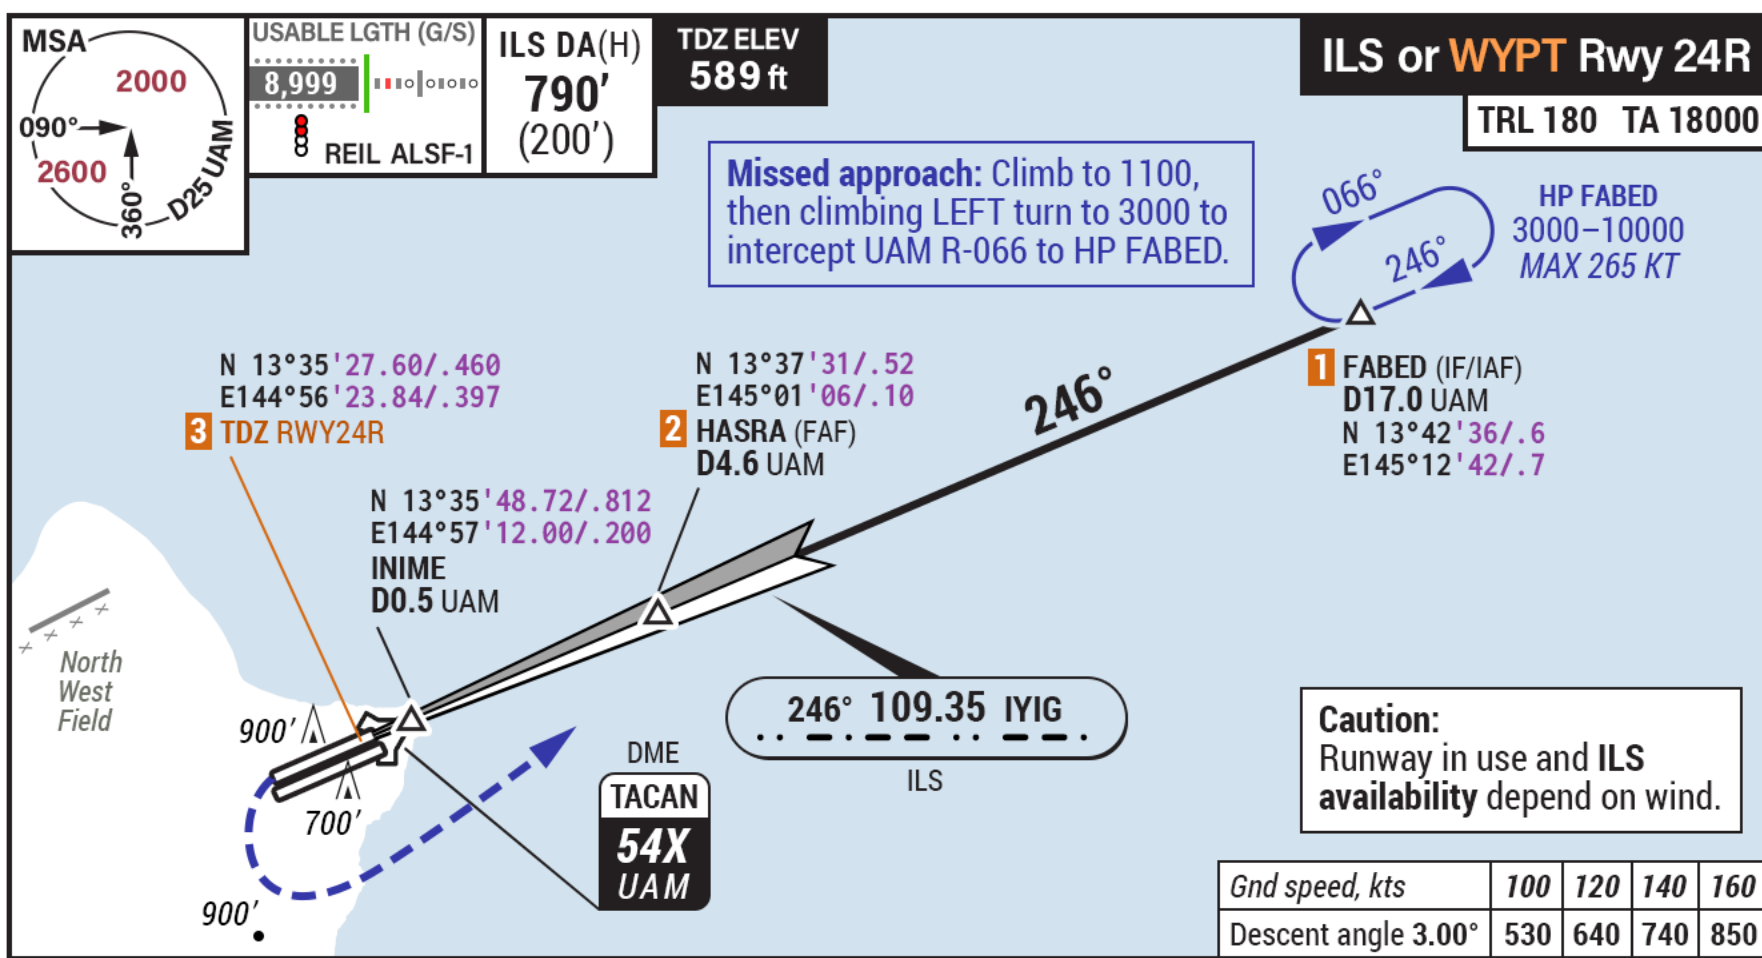 MSA
2000
090°
2600
360°
D25 UAM
USABLE LGTH (G/S)
8,999
REIL ALSF-1
ILS DA(H)
790'
(200')
TDZ ELEV
589 ft
ILS or WYPT Rwy 24R
TRL 180 TA 18000
Missed approach: Climb to 1100,
then climbing LEFT turn to 3000 to
intercept UAM R-066 to HP FABED.
066°
246°
HP FABED
3000–10000
MAX 265 KT
N 13°35'27.60/.460
E144°56'23.84/.397
3 TDZ RWY24R
N 13°37'31/.52
E145°01'06/.10
2 HASRA (FAF)
D4.6 UAM
246°
1 FABED (IF/IAF)
D17.0 UAM
N 13°42'36/.6
E145°12'42/.7
N 13°35'48.72/.812
E144°57'12.00/.200
INIME
D0.5 UAM
North
West
Field
900'
700'
900'
DME
TACAN
54X
UAM
246° 109.35 IYIG
ILS
Caution:
Runway in use and ILS
availability depend on wind.
Gnd speed, kts 100 120 140 160
Descent angle 3.00° 530 640 740 850